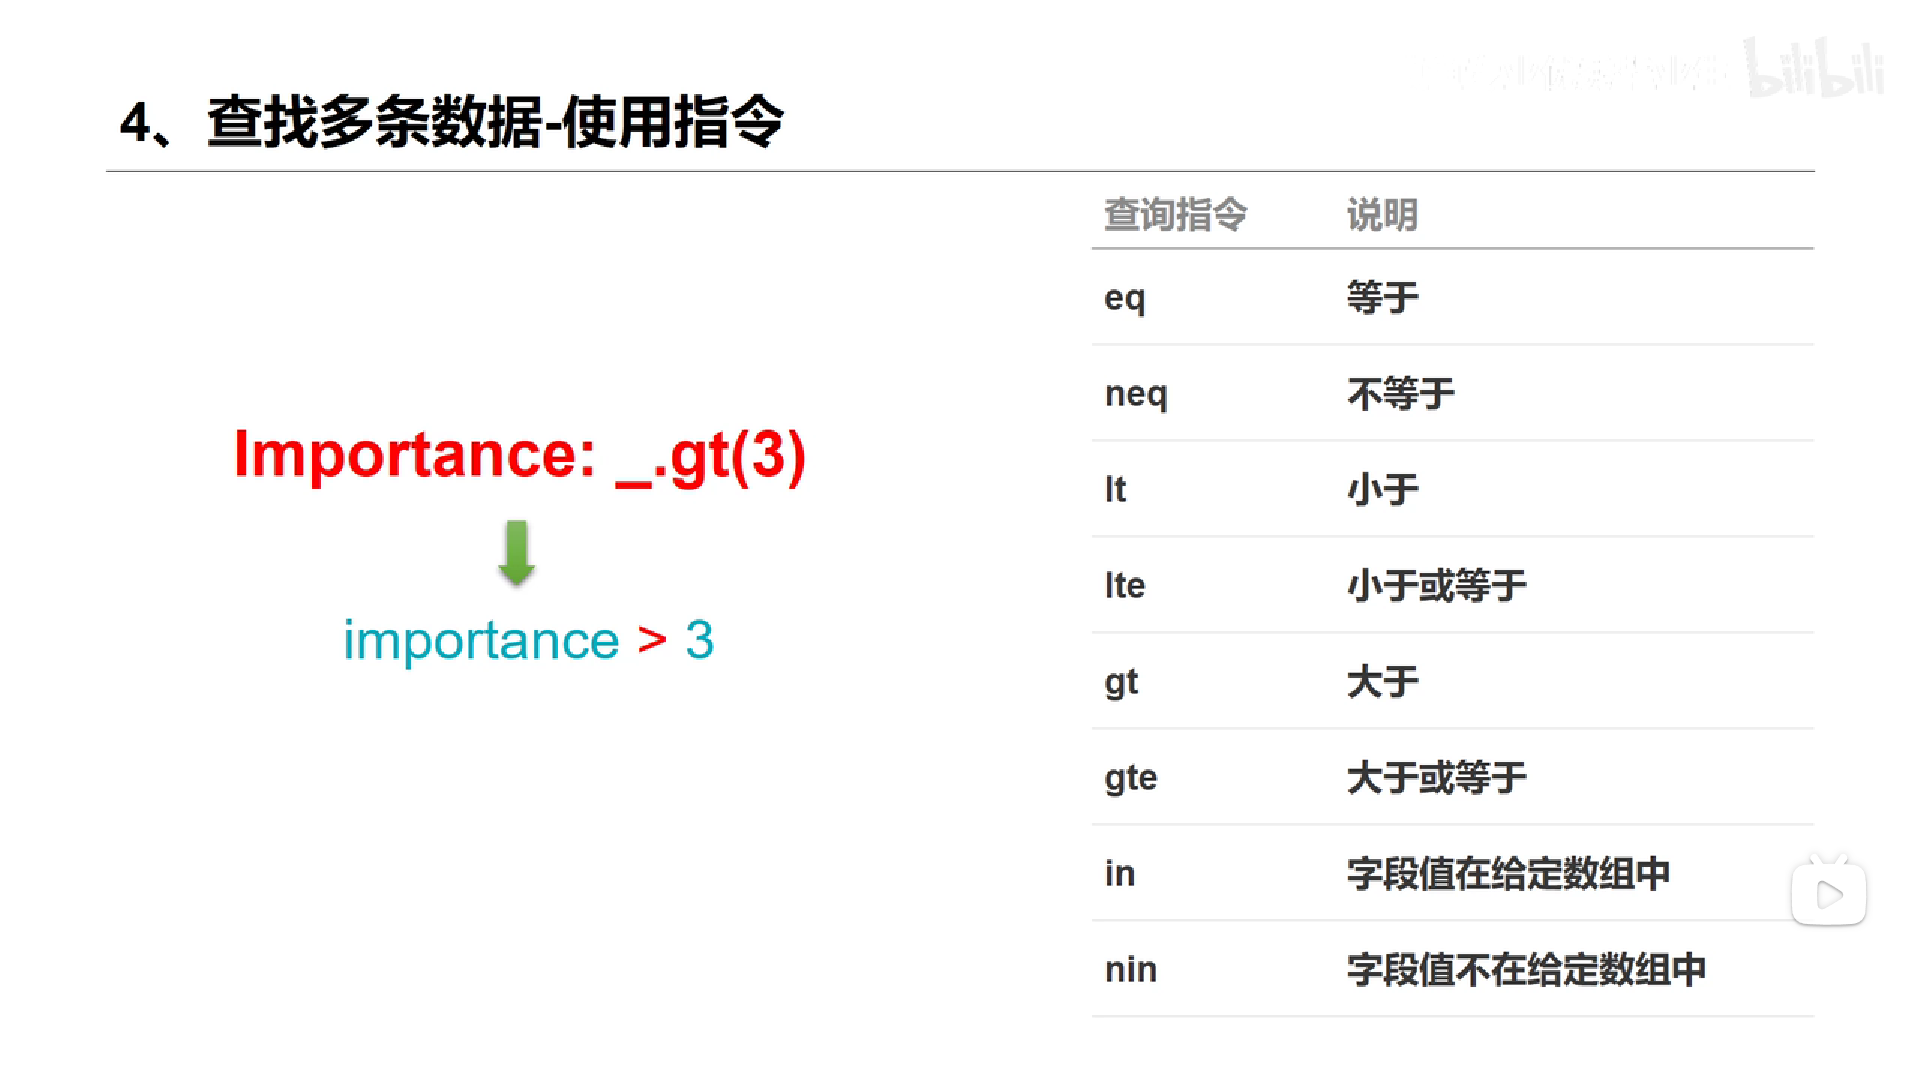 bilibili
4、查找多条数据-使用指令
Importance: _.gt(3)
importance > 3
查询指令 说明
eq 等于
neq 不等于
lt 小于
lte 小于或等于
gt 大于
gte 大于或等于
in 字段值在给定数组中
nin 字段值不在给定数组中